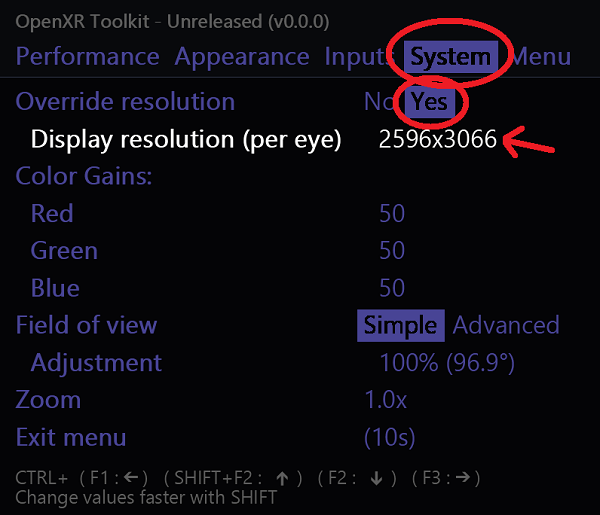 OpenXR Toolkit - Unreleased (v0.0.0)
Performance Appearance Inputs System Menu
Override resolution No Yes
Display resolution (per eye) 2596x3066
Color Gains:
Red 50
Green 50
Blue 50
Field of view Simple Advanced
Adjustment 100% (96.9°)
Zoom 1.0x
Exit menu (10s)
CTRL+ ( F1 : ← ) ( SHIFT+F2 : ↑ ) ( F2 : ↓ ) ( F3 : → )
Change values faster with SHIFT